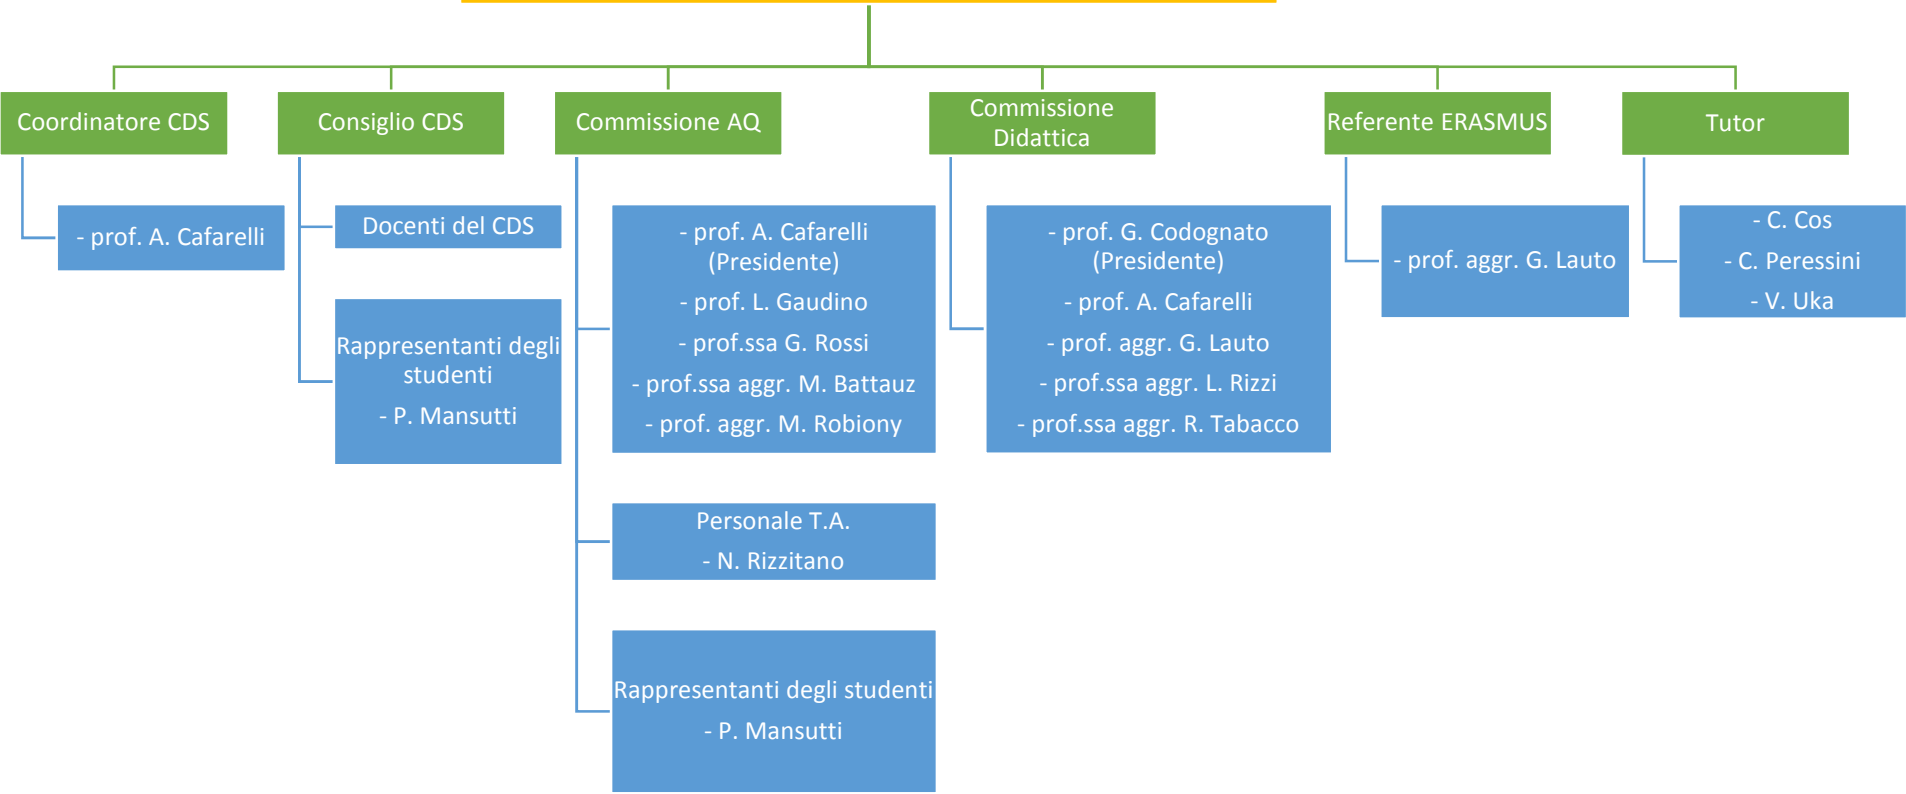 Coordinatore CDS
- prof. A. Cafarelli
Consiglio CDS
Docenti del CDS
Rappresentanti degli
studenti
- P. Mansutti
Commissione AQ
- prof. A. Cafarelli
(Presidente)
- prof. L. Gaudino
- prof.ssa G. Rossi
- prof.ssa aggr. M. Battauz
- prof. aggr. M. Robiony
Personale T.A.
- N. Rizzitano
Rappresentanti degli studenti
- P. Mansutti
Commissione
Didattica
- prof. G. Codognato
(Presidente)
- prof. A. Cafarelli
- prof. aggr. G. Lauto
- prof.ssa aggr. L. Rizzi
- prof.ssa aggr. R. Tabacco
Referente ERASMUS
- prof. aggr. G. Lauto
Tutor
- C. Cos
- C. Peressini
- V. Uka